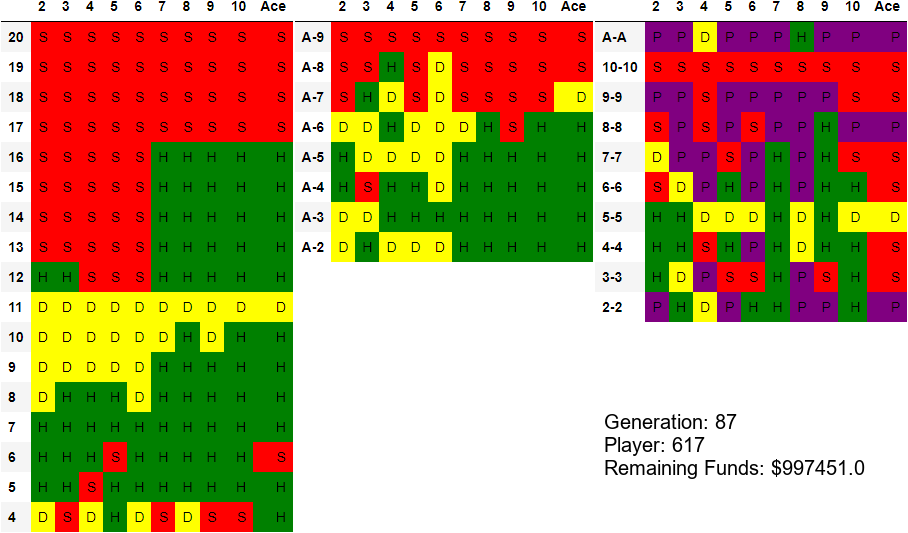 2 3 4 5 6 7 8 9 10 Ace
20 S S S S S S S S S S
19 S S S S S S S S S S
18 S S S S S S S S S S
17 S S S S S S S S S S
16 S S S S S H H H H H
15 S S S S S H H H H H
14 S S S S S H H H H H
13 S S S S S H H H H H
12 H H S S S H H H H H
11 D D D D D D D D D D
10 D D D D D D H D H H
9 D D D D D H H H H H
8 D H H H D H H H H H
7 H H H H H H H H H H
6 H H H S H H H H H S
5 H H S H H H H H H H
4 D S D H D S D S S H
2 3 4 5 6 7 8 9 10 Ace
A-9 S S S S S S S S S S
A-8 S S H S D S S S S S
A-7 S H D S D S S S S D
A-6 D D H D D D H S H H
A-5 H D D D D H H H H H
A-4 H S H H D H H H H H
A-3 D D H H H H H H H H
A-2 D H D D D H H H H H
2 3 4 5 6 7 8 9 10 Ace
A-A P P D P P P H P P P
10-10 S S S S S S S S S S
9-9 P P S P P P P P S S
8-8 S P S P S P P H P P
7-7 D P P S P H P H S S
6-6 S D P H P H P H H S
5-5 H H D D D H D H D D
4-4 H H S H P H D H H S
3-3 H D P S S H P S H S
2-2 P H D P H H P P H P
Generation: 87
Player: 617
Remaining Funds: $997451.0